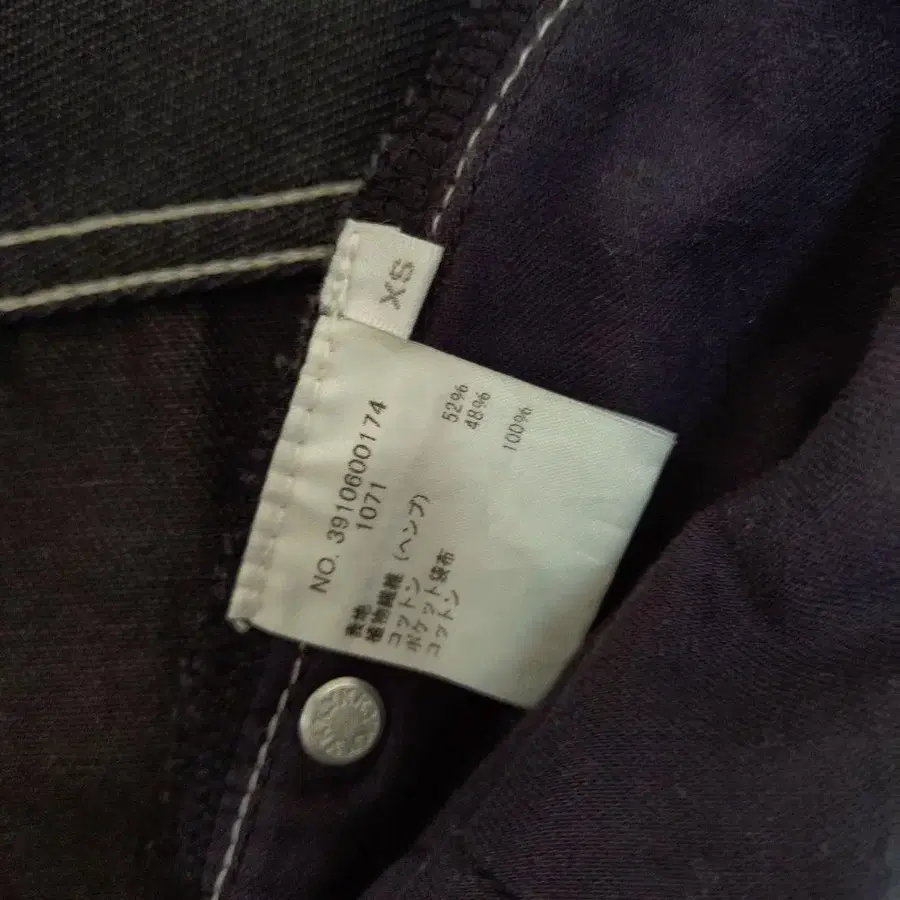 XS
NO. 3910600174
1071
表地
植物繊維 (ヘンプ) 52%
コットン 48%
ポケット袋布
コットン 100%